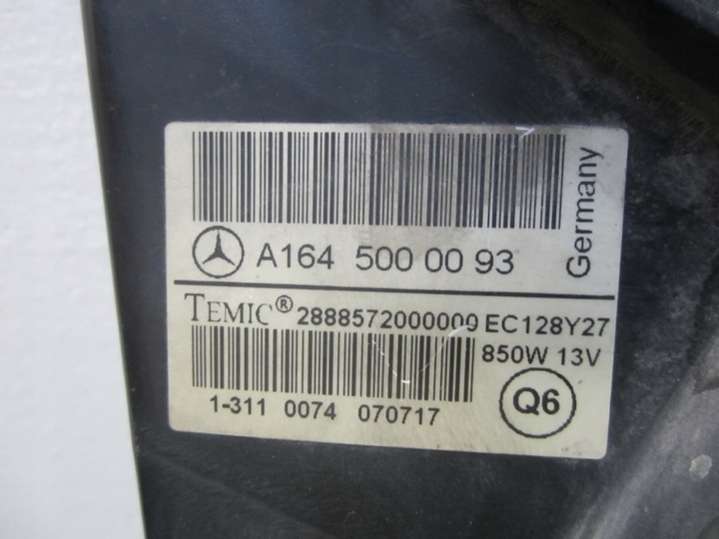 A164 500 00 93
Germany
TEMIC® 2888572000009 EC128Y27
850W 13V
1-311 0074 070717
Q6